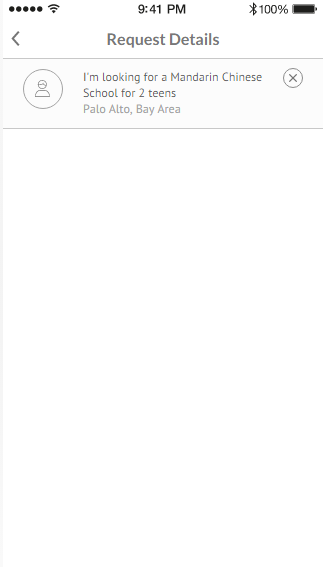 9:41 PM 100%
Request Details
I'm looking for a Mandarin Chinese
School for 2 teens
Palo Alto, Bay Area